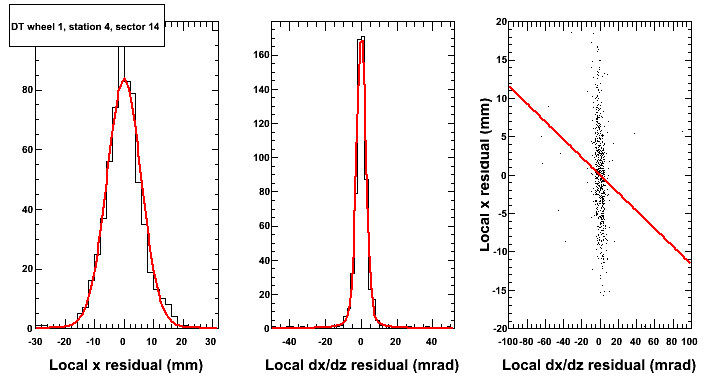 DT wheel 1, station 4, sector 14
80
60
40
20
0
-30 -20 -10 0 10 20 30
Local x residual (mm)
160
140
120
100
80
60
40
20
0
-40 -20 0 20 40
Local dx/dz residual (mrad)
Local x residual (mm)
20
15
10
5
0
-5
-10
-15
-20
-100 -80 -60 -40 -20 0 20 40 60 80 100
Local dx/dz residual (mrad)